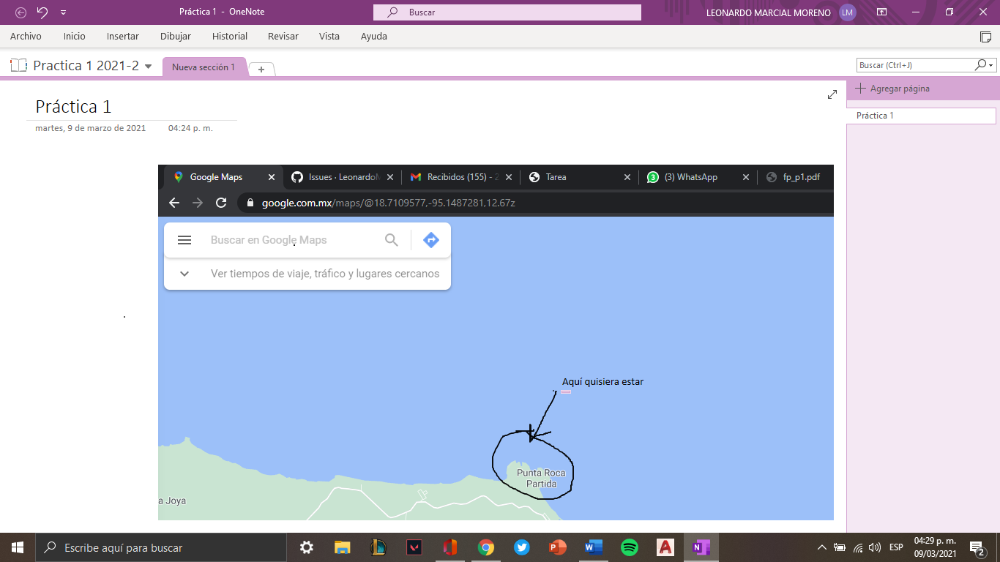 Práctica 1 - OneNote
Buscar
LEONARDO MARCIAL MORENO
LM
Archivo
Inicio
Insertar
Dibujar
Historial
Revisar
Vista
Ayuda
Practica 1 2021-2
Nueva sección 1
Buscar (Ctrl+J)
Agregar página
Práctica 1
Práctica 1
martes, 9 de marzo de 2021
04:24 p. m.
Google Maps
Issues · Leonardo
Recibidos (155) - 2
Tarea
3
(3) WhatsApp
fp_p1.pdf
google.com.mx/maps/@18.7109577,-95.1487281,12.67z
Buscar en Google Maps
Ver tiempos de viaje, tráfico y lugares cercanos
Aquí quisiera estar
Punta Roca
Partida
a Joya
Escribe aquí para buscar
ESP
04:29 p. m.
09/03/2021
2